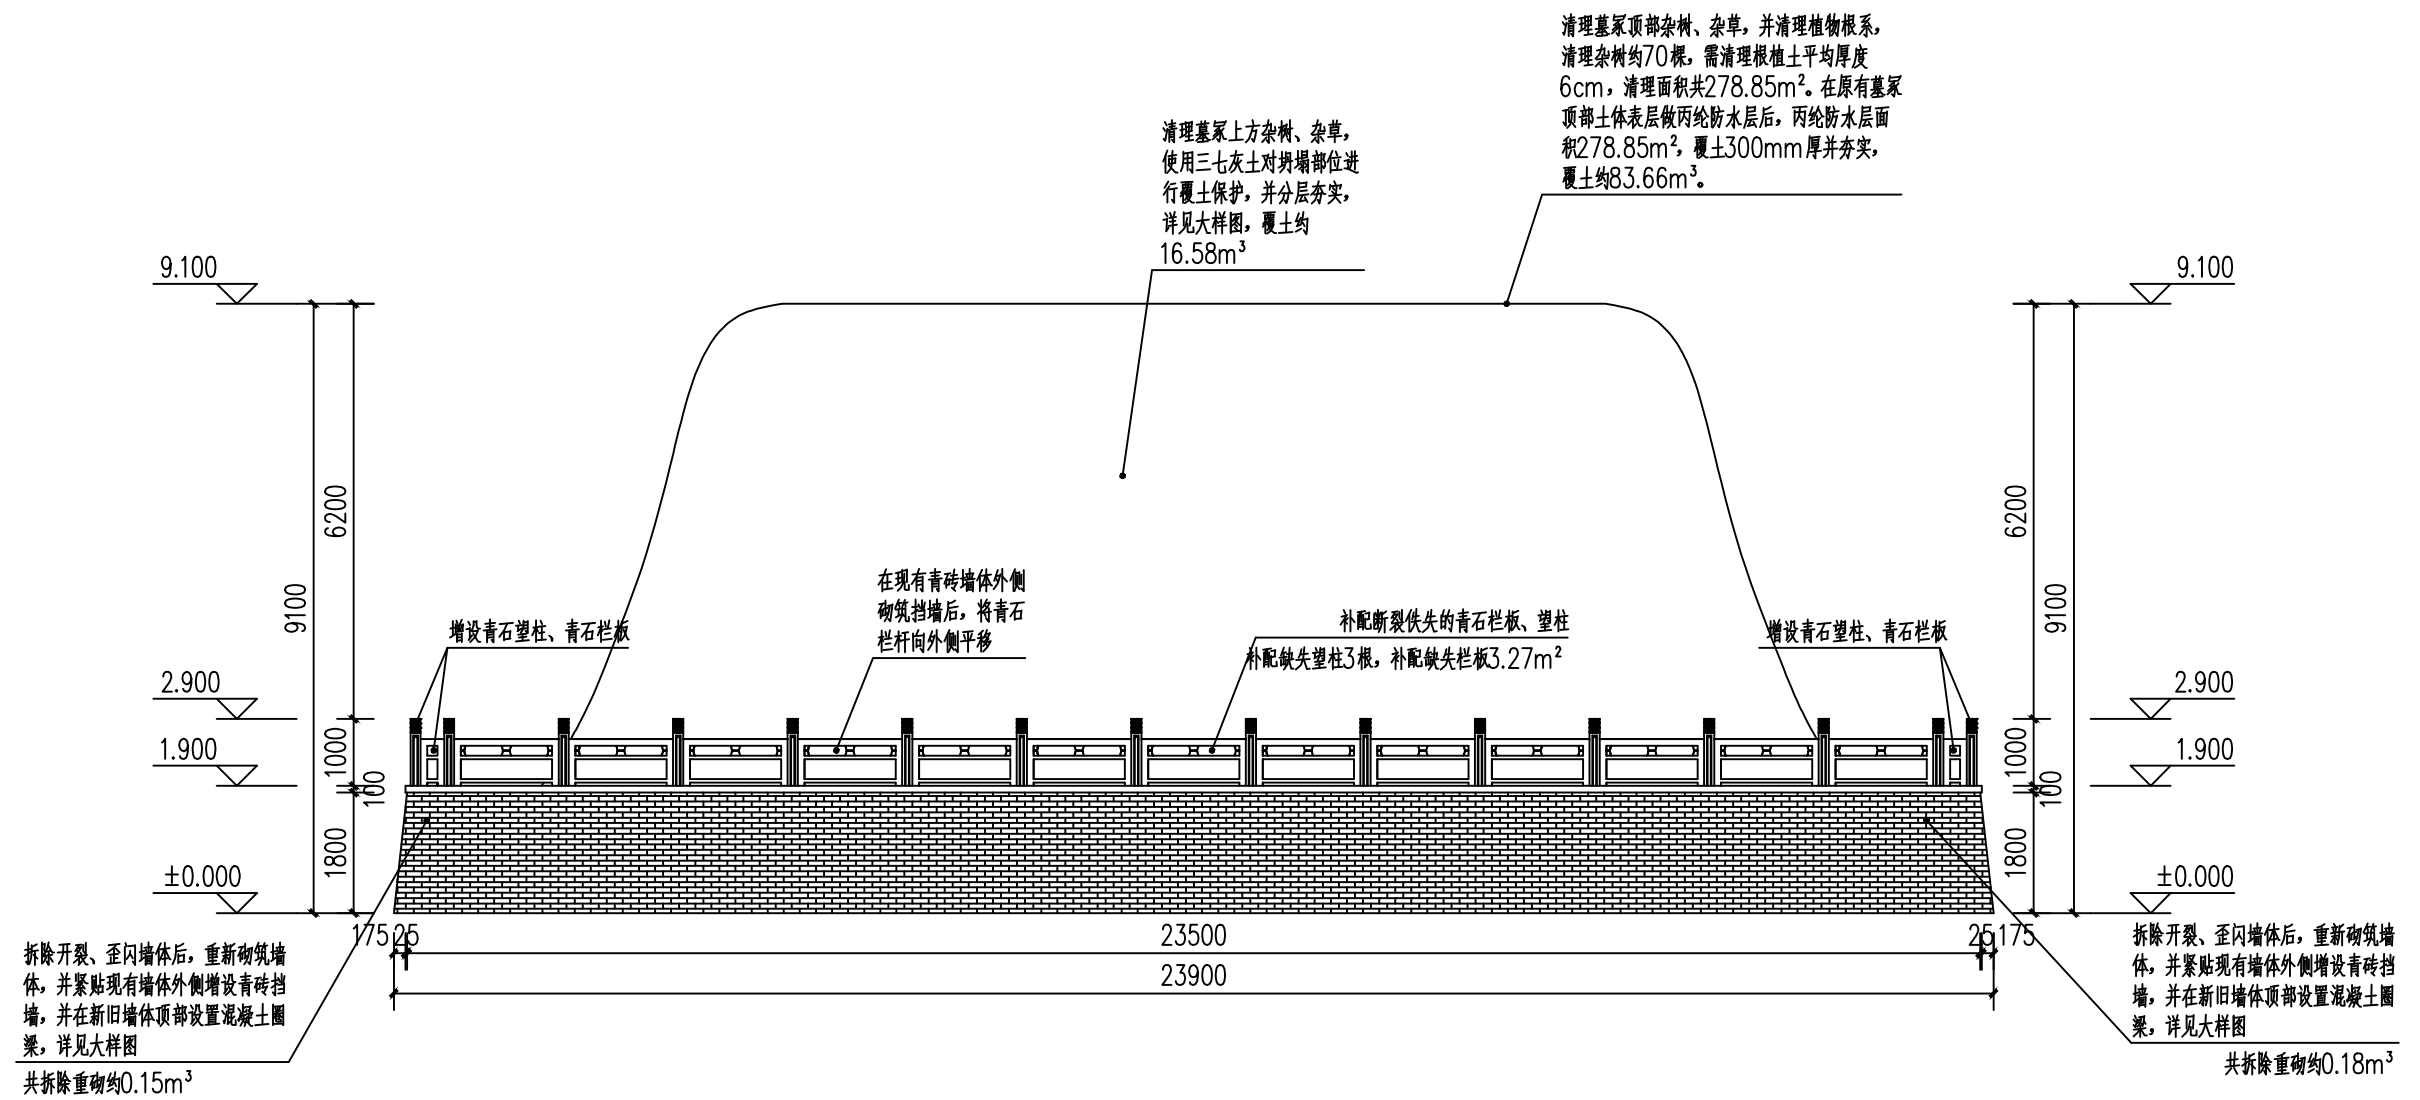 清理墓冢顶部杂树、杂草，并清理植物根系，
清理杂树约70棵，需清理根植土平均厚度
6cm，清理面积共278.85m²。在原有墓冢
顶部土体表层做丙纶防水层后，丙纶防水层面
积278.85m²，覆土300mm厚并夯实，
覆土约83.66m³。
清理墓冢上方杂树、杂草，
使用三七灰土对坍塌部位进
行覆土保护，并分层夯实，
详见大样图，覆土约
16.58m³
9.100
9.100
6200
9100
6200
9100
在现有青砖墙体外侧
砌筑挡墙后，将青石
栏杆向外侧平移
增设青石望柱、青石栏板
补配断裂佚失的青石栏板、望柱
补配缺失望柱3根，补配缺失栏板3.27m²
增设青石望柱、青石栏板
2.900
2.900
1.900
1000
100
1000
100
1.900
1800
1800
±0.000
±0.000
175
25
23500
25
175
23900
拆除开裂、歪闪墙体后，重新砌筑墙
体，并紧贴现有墙体外侧增设青砖挡
墙，并在新旧墙体顶部设置混凝土圈
梁，详见大样图
共拆除重砌约0.15m³
拆除开裂、歪闪墙体后，重新砌筑墙
体，并紧贴现有墙体外侧增设青砖挡
墙，并在新旧墙体顶部设置混凝土圈
梁，详见大样图
共拆除重砌约0.18m³